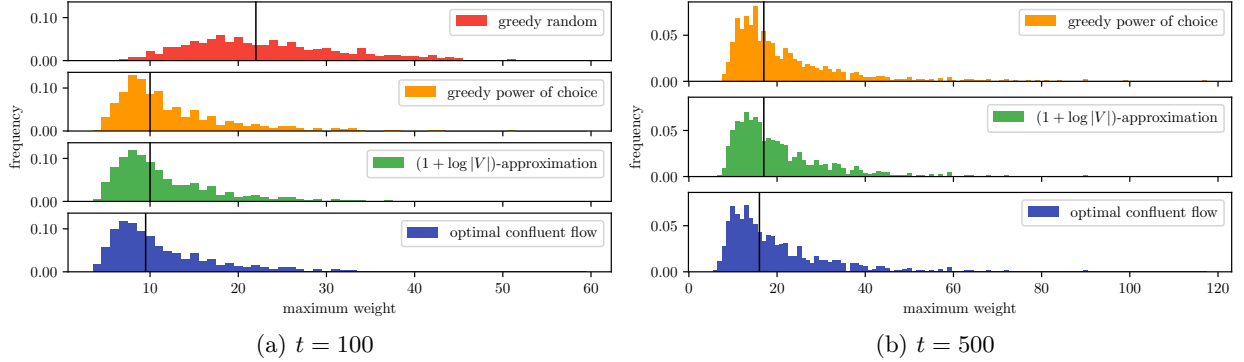 greedy random
0.10
0.00
greedy power of choice
0.10
0.00
(1 + log |V|)-approximation
0.10
0.00
optimal confluent flow
0.10
0.00
frequency
10 20 30 40 50 60
maximum weight
(a) t = 100
greedy power of choice
0.05
0.00
(1 + log |V|)-approximation
0.05
0.00
optimal confluent flow
0.05
0.00
frequency
0 20 40 60 80 100 120
maximum weight
(b) t = 500